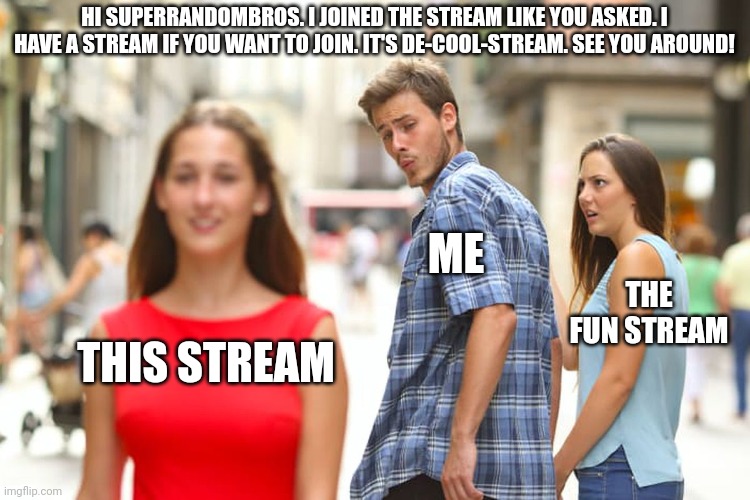 HI SUPERRANDOMBROS. I JOINED THE STREAM LIKE YOU ASKED. I
HAVE A STREAM IF YOU WANT TO JOIN. IT'S DE-COOL-STREAM. SEE YOU AROUND!
ME
THE
FUN STREAM
THIS STREAM
imgflip.com